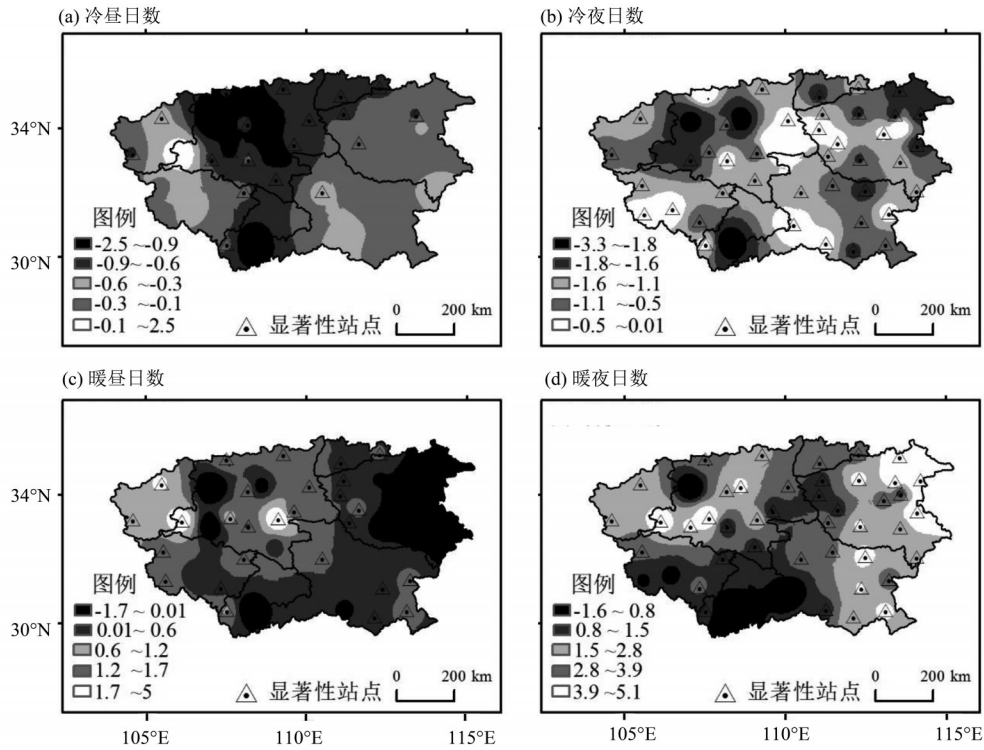 (a) 冷昼日数
(b) 冷夜日数
34°N
30°N
图例
-2.5 ~-0.9
-0.9~ -0.6
-0.6 ~-0.3
-0.3 ~-0.1
-0.1 ~2.5
显著性站点
0 200 km
图例
-3.3 ~-1.8
-1.8~ -1.6
-1.6 ~-1.1
-1.1 ~-0.5
-0.5 ~0.01
显著性站点
0 200 km
(c) 暖昼日数
(d) 暖夜日数
34°N
30°N
图例
-1.7~ 0.01
0.01~ 0.6
0.6 ~1.2
1.2 ~1.7
1.7 ~5
显著性站点
0 200 km
图例
-1.6 ~ 0.8
0.8 ~ 1.5
1.5 ~2.8
2.8 ~3.9
3.9 ~5.1
显著性站点
0 200 km
105°E 110°E 115°E
105°E 110°E 115°E